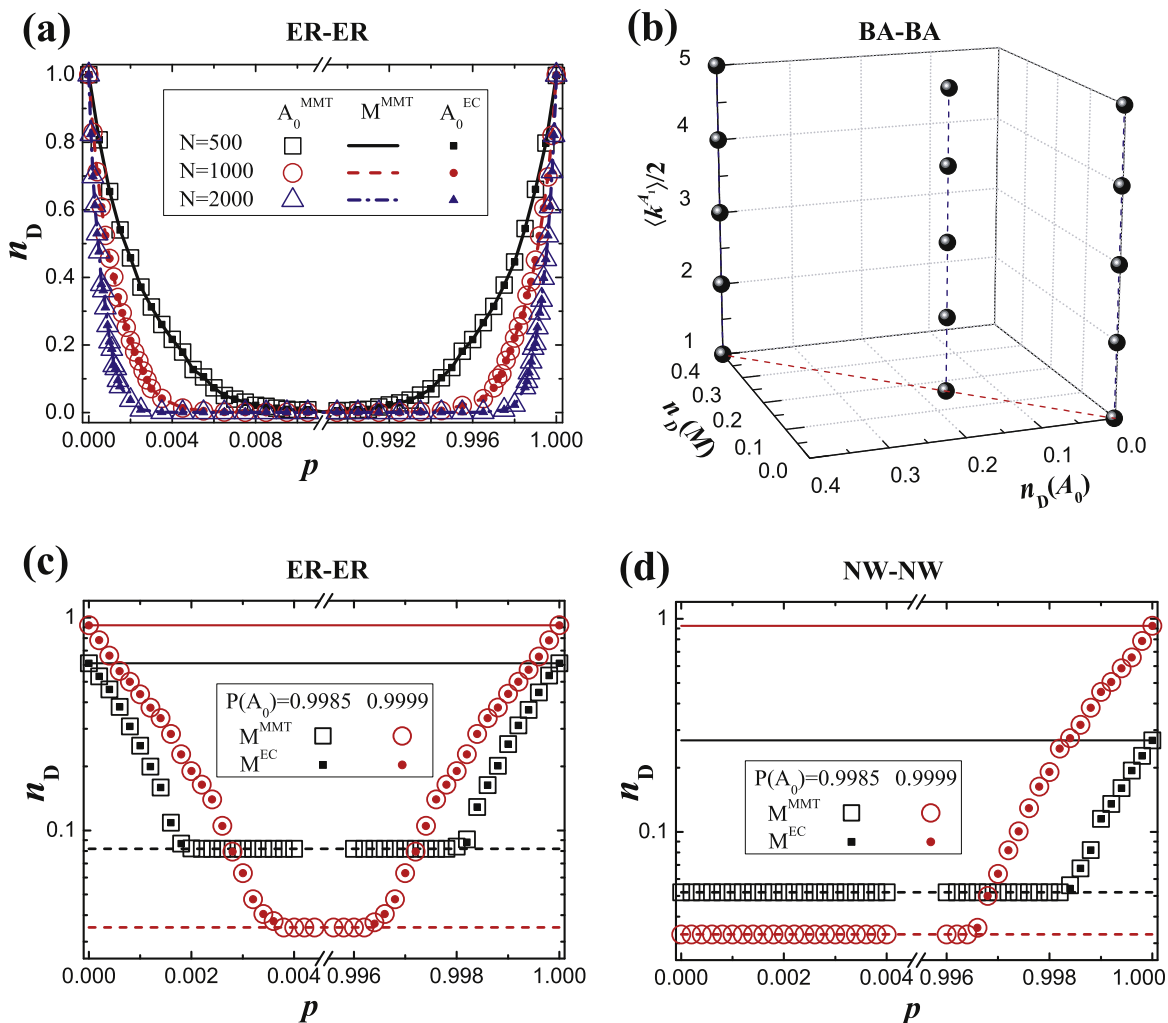 (a)
ER-ER
n_D
1.0
0.8
0.6
0.4
0.2
0.0
A_0^MMT M^MMT A_0^EC
N=500
N=1000
N=2000
0.000 0.004 0.008 0.992 0.996 1.000
p
(b)
BA-BA
⟨k^{A_1}⟩/2
5
4
3
2
1
0.4
0.3
0.2
0.1
0.0
n_D(M)
0.4 0.3 0.2 0.1 0.0
n_D(A_0)
(c)
ER-ER
n_D
1
0.1
P(A_0)=0.9985 0.9999
M^MMT
M^EC
0.000 0.002 0.004 0.996 0.998 1.000
p
(d)
NW-NW
n_D
1
0.1
P(A_0)=0.9985 0.9999
M^MMT
M^EC
0.000 0.002 0.004 0.996 0.998 1.000
p